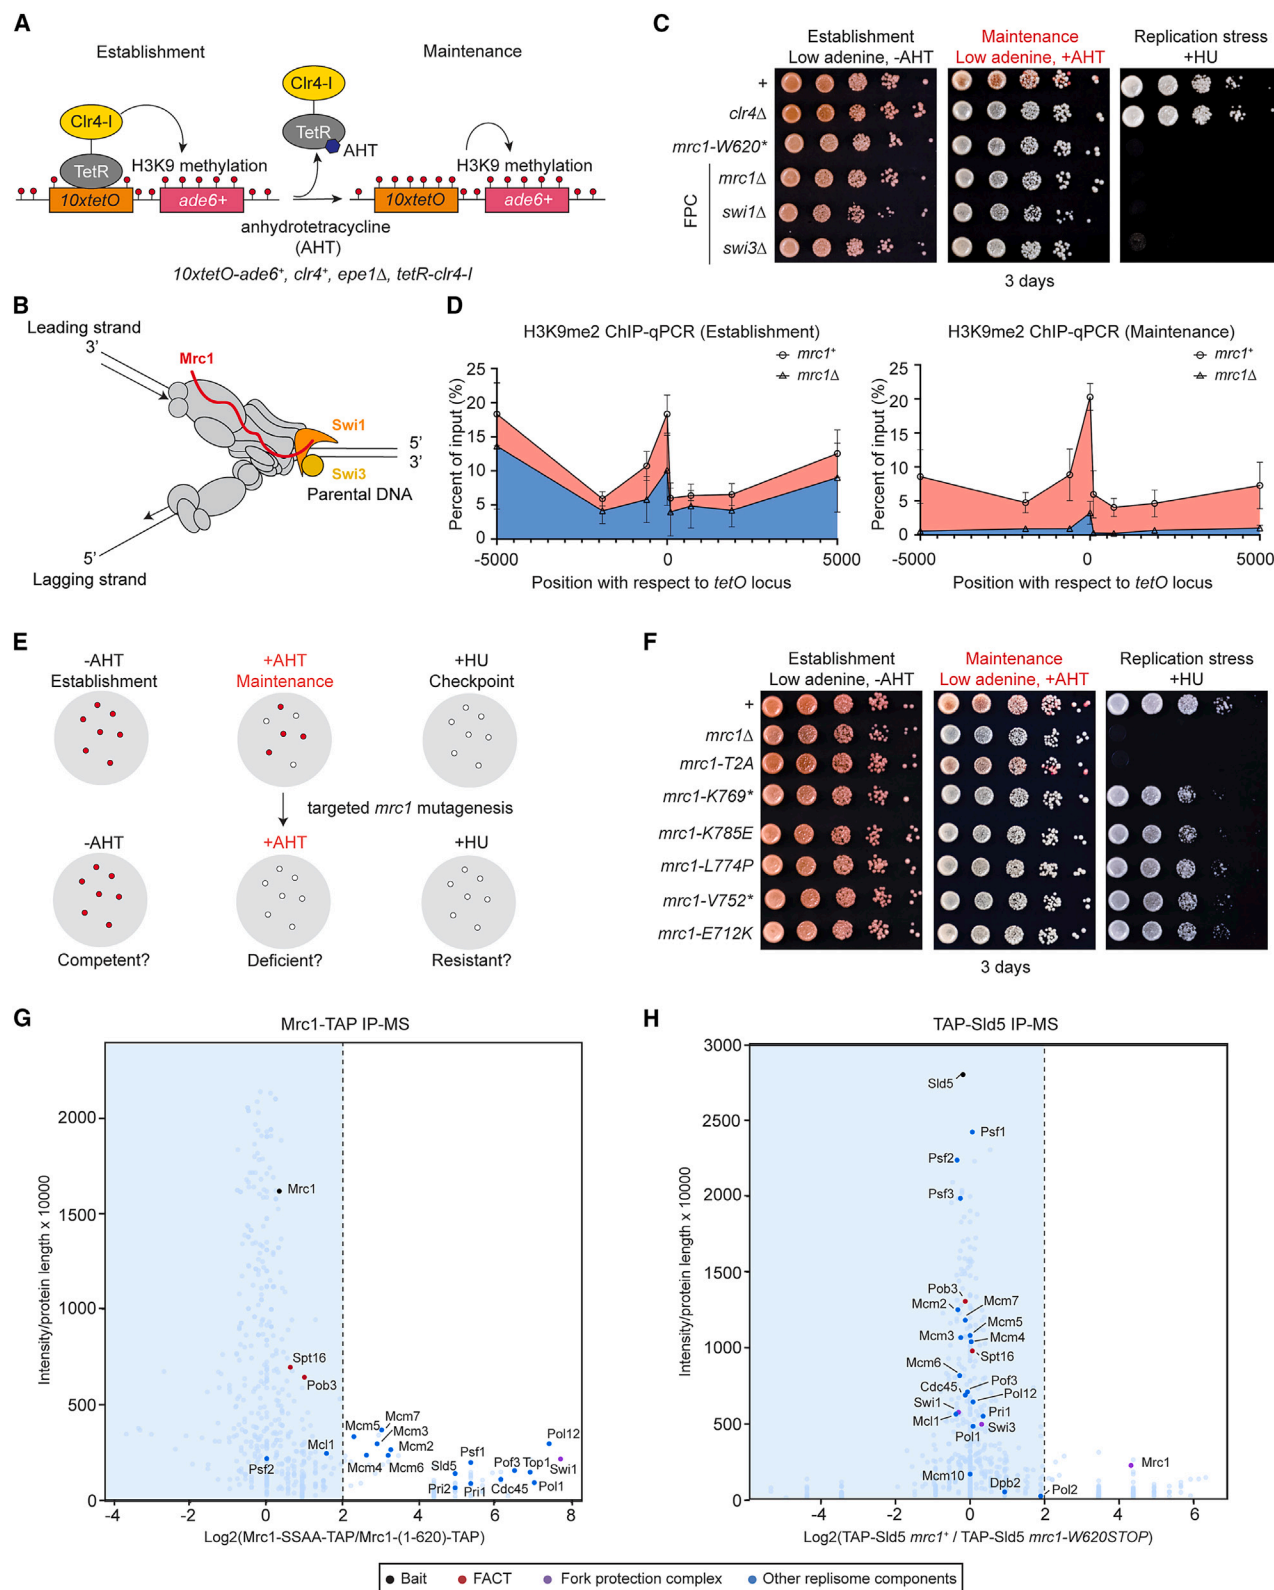 A
Establishment
Maintenance
Clr4-I
Clr4-I
TetR
TetR
AHT
H3K9 methylation
H3K9 methylation
10xtetO
ade6+
10xtetO
ade6+
anhydrotetracycline
(AHT)
10xtetO-ade6⁺, clr4⁺, epe1Δ, tetR-clr4-I
B
Leading strand
3’
Mrc1
Swi1
5’
3’
Swi3
Parental DNA
5’
Lagging strand
C
Establishment
Low adenine, -AHT
Maintenance
Low adenine, +AHT
Replication stress
+HU
+
clr4Δ
mrc1-W620*
FPC
mrc1Δ
swi1Δ
swi3Δ
3 days
D
H3K9me2 ChIP-qPCR (Establishment)
mrc1⁺
mrc1Δ
Percent of input (%)
25
20
15
10
5
0
-5000
0
5000
Position with respect to tetO locus
H3K9me2 ChIP-qPCR (Maintenance)
mrc1⁺
mrc1Δ
Percent of input (%)
25
20
15
10
5
0
-5000
0
5000
Position with respect to tetO locus
E
-AHT
Establishment
+AHT
Maintenance
+HU
Checkpoint
targeted mrc1 mutagenesis
-AHT
+AHT
+HU
Competent?
Deficient?
Resistant?
F
Establishment
Low adenine, -AHT
Maintenance
Low adenine, +AHT
Replication stress
+HU
+
mrc1Δ
mrc1-T2A
mrc1-K769*
mrc1-K785E
mrc1-L774P
mrc1-V752*
mrc1-E712K
3 days
G
Mrc1-TAP IP-MS
Intensity/protein length x 10000
2000
1500
1000
500
0
Mrc1
Spt16
Pob3
Mcl1
Psf2
Mcm5
Mcm7
Mcm3
Mcm2
Mcm4
Mcm6
Sld5
Psf1
Pri2
Pri1
Pof3
Top1
Cdc45
Pol1
Pol12
Swi1
-4
-2
0
2
4
6
8
Log2(Mrc1-SSAA-TAP/Mrc1-(1-620)-TAP)
H
TAP-Sld5 IP-MS
Intensity/protein length x 10000
3000
2500
2000
1500
1000
500
0
Sld5
Psf1
Psf2
Psf3
Pob3
Mcm2
Mcm7
Mcm5
Mcm3
Mcm4
Spt16
Mcm6
Cdc45
Pof3
Pol12
Swi1
Mcl1
Pri1
Swi3
Pol1
Mcm10
Dpb2
Pol2
Mrc1
-4
-2
0
2
4
6
Log2(TAP-Sld5 mrc1⁺ / TAP-Sld5 mrc1-W620STOP)
Bait
FACT
Fork protection complex
Other replisome components